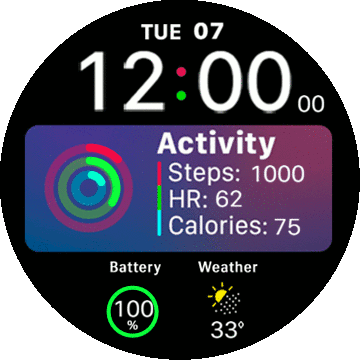 TUE 07
12:00 00
Activity
Steps: 1000
HR: 62
Calories: 75
Battery Weather
100 33°
%